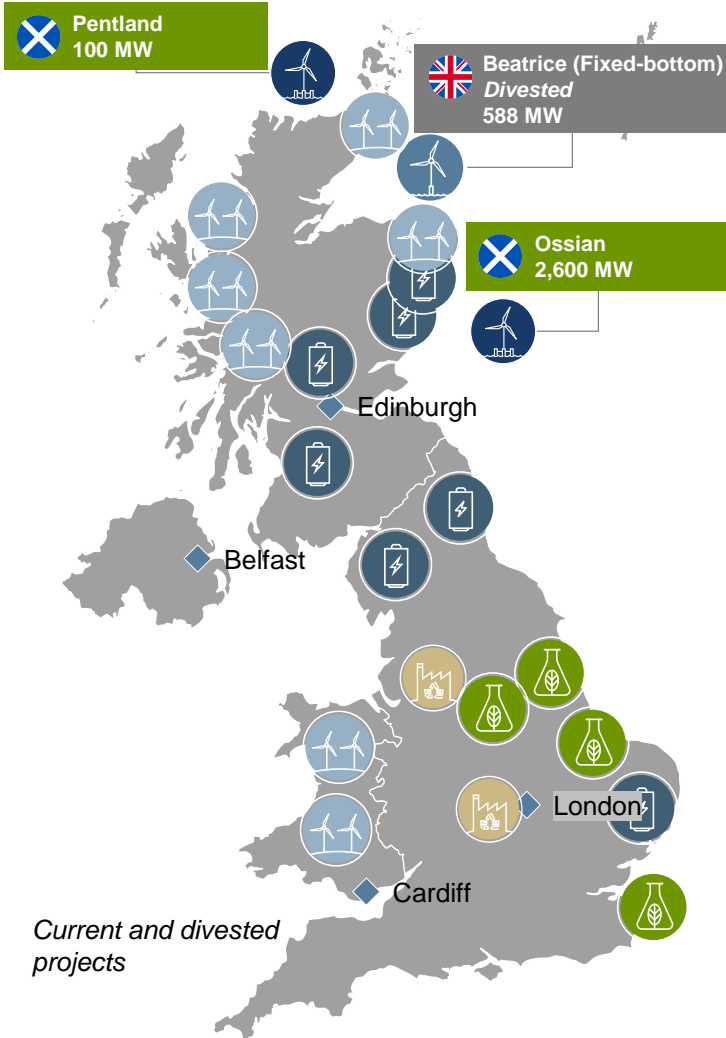 Pentland
100 MW
Beatrice (Fixed-bottom)
Divested
588 MW
Ossian
2,600 MW
Edinburgh
Belfast
London
Cardiff
Current and divested
projects